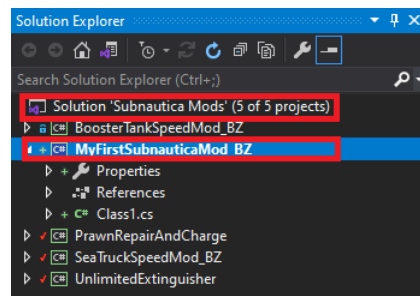 Solution Explorer
Search Solution Explorer (Ctrl+;)
Solution 'Subnautica Mods' (5 of 5 projects)
C# BoosterTankSpeedMod_BZ
C# MyFirstSubnauticaMod_BZ
Properties
References
C# Class1.cs
C# PrawnRepairAndCharge
C# SeaTruckSpeedMod_BZ
C# UnlimitedExtinguisher